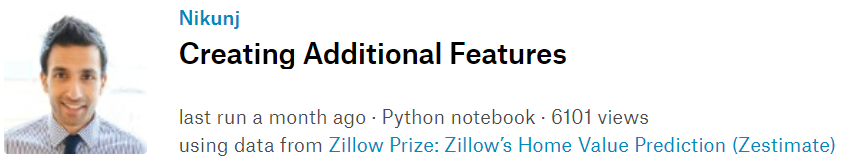 Nikunj
Creating Additional Features
last run a month ago · Python notebook · 6101 views
using data from Zillow Prize: Zillow’s Home Value Prediction (Zestimate)